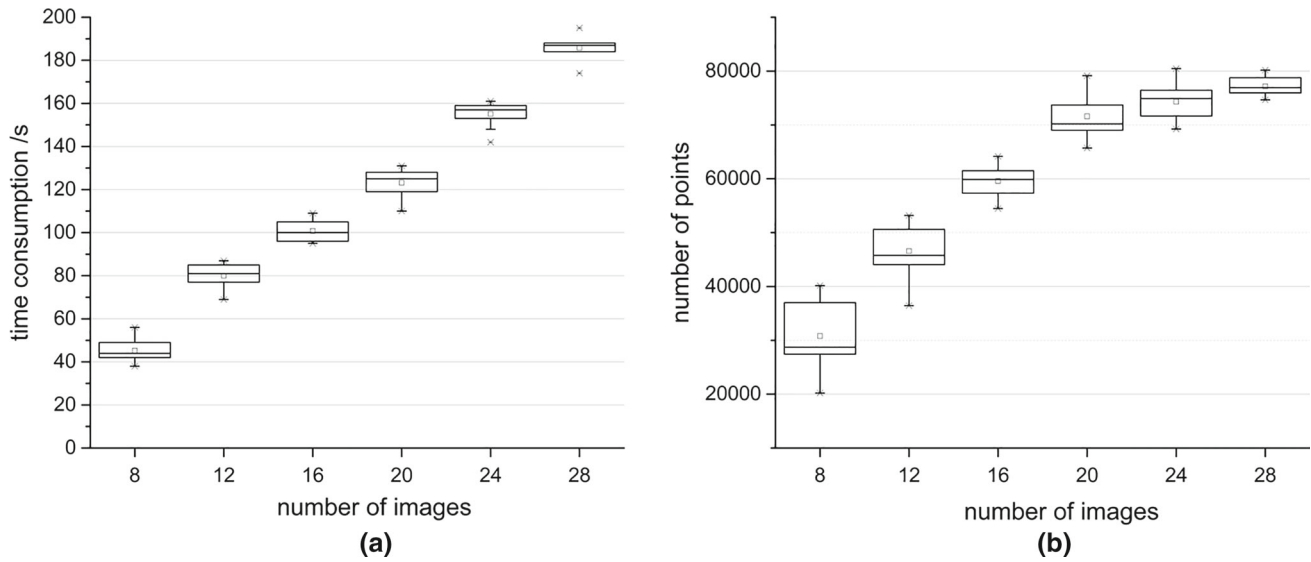 200
180
160
140
120
100
80
60
40
20
0
time consumption /s
8 12 16 20 24 28
number of images
(a)
80000
60000
40000
20000
number of points
8 12 16 20 24 28
number of images
(b)